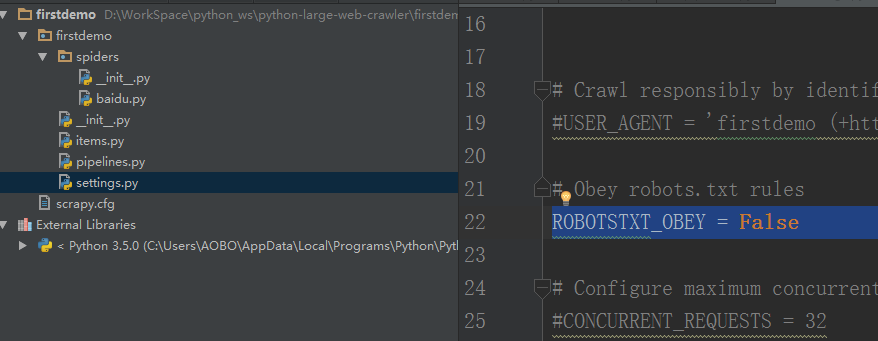 firstdemo D:\WorkSpace\python_ws\python-large-web-crawler\firstdem
firstdemo
spiders
__init__.py
baidu.py
__init__.py
items.py
pipelines.py
settings.py
scrapy.cfg
External Libraries
< Python 3.5.0 (C:\Users\AOBO\AppData\Local\Programs\Python\Pyt
16
17
18 # Crawl responsibly by identif
19 #USER_AGENT = 'firstdemo (+htt
20
21 # Obey robots.txt rules
22 ROBOTSTXT_OBEY = False
23
24 # Configure maximum concurrent
25 #CONCURRENT_REQUESTS = 32